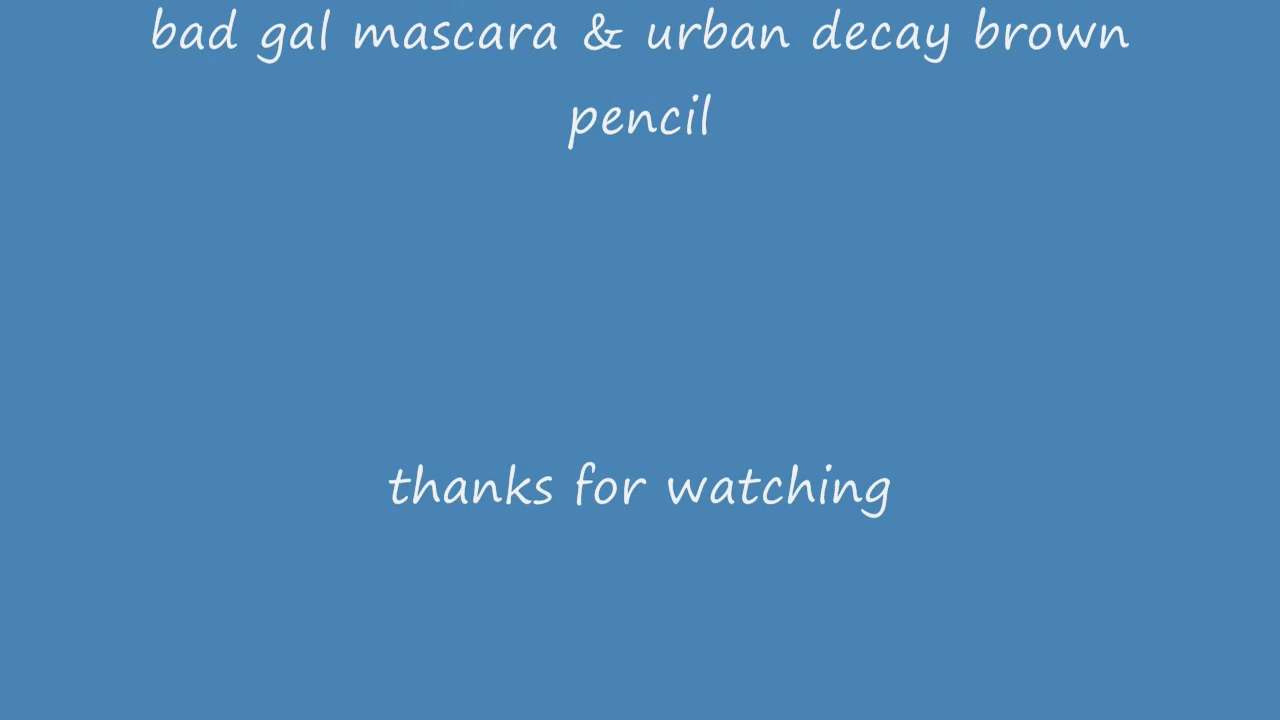 bad gal mascara & urban decay brown
pencil
thanks for watching